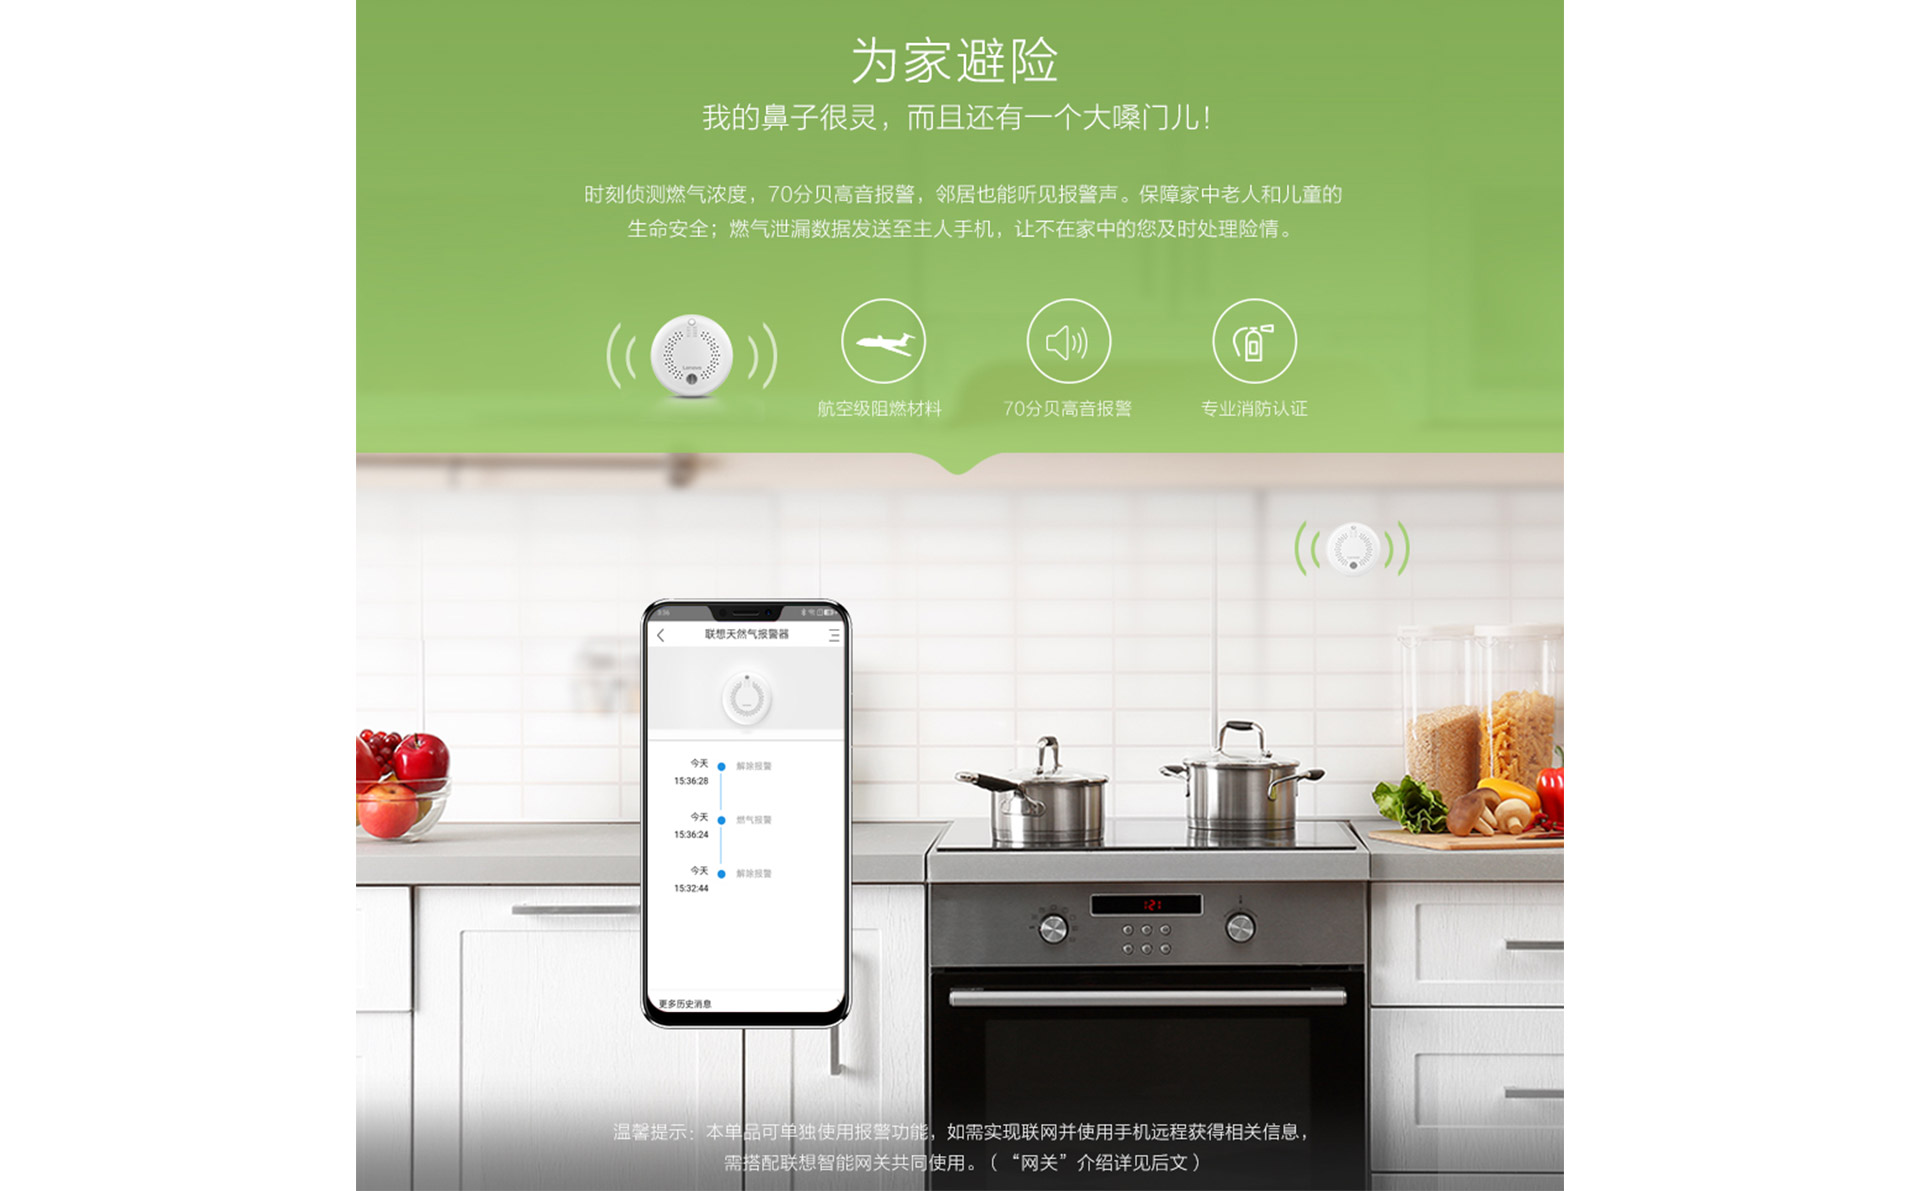 为家避险
我的鼻子很灵，而且还有一个大嗓门儿！
时刻侦测燃气浓度，70分贝高音报警，邻居也能听见报警声。保障家中老人和儿童的
生命安全；燃气泄漏数据发送至主人手机，让不在家中的您及时处理险情。
Lenovo
航空级阻燃材料
70分贝高音报警
专业消防认证
联想天然气报警器
今天
15:36:28
解除报警
今天
15:36:24
燃气报警
今天
15:32:44
解除报警
更多历史消息
121
温馨提示：本单品可单独使用报警功能，如需实现联网并使用手机远程获得相关信息，
需搭配联想智能网关共同使用。（“网关”介绍详见后文）